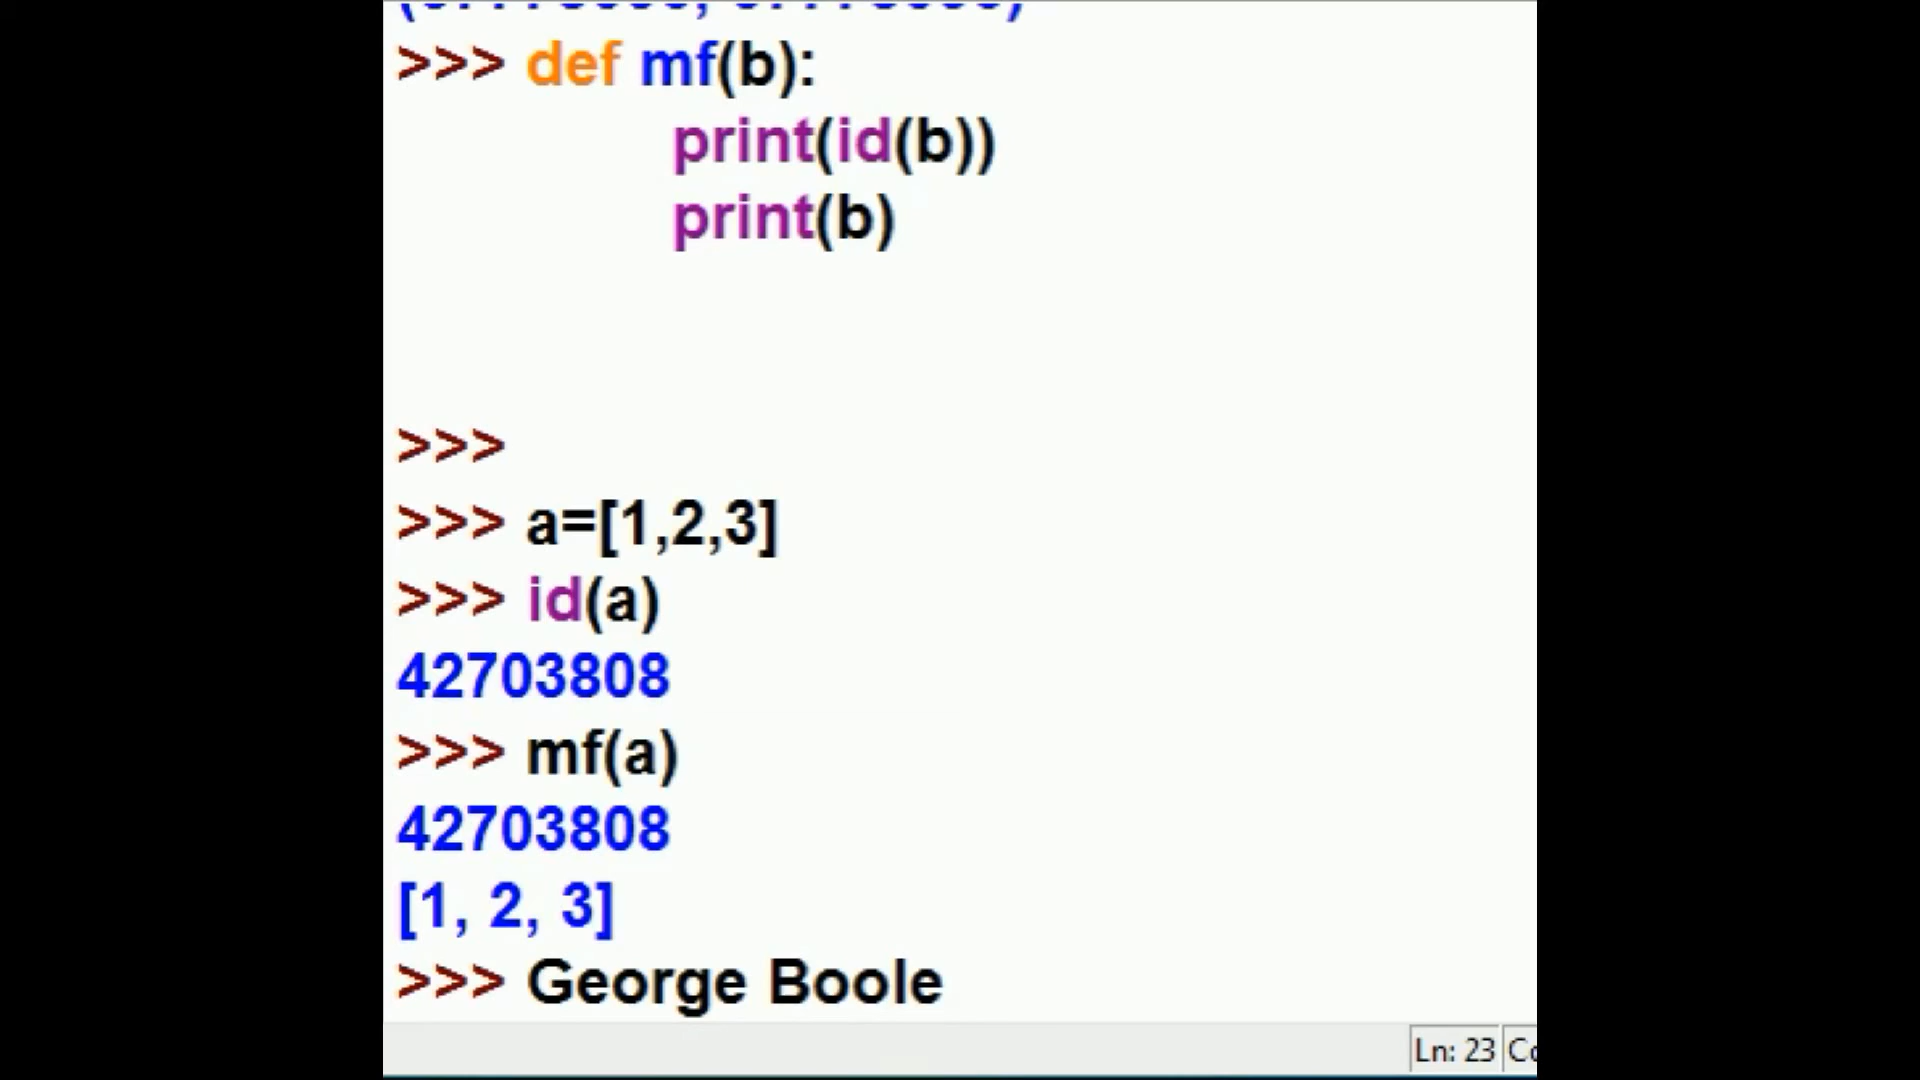 >>> def mf(b):
print(id(b))
print(b)
>>>
>>> a=[1,2,3]
>>> id(a)
42703808
>>> mf(a)
42703808
[1, 2, 3]
>>> George Boole
Ln: 23